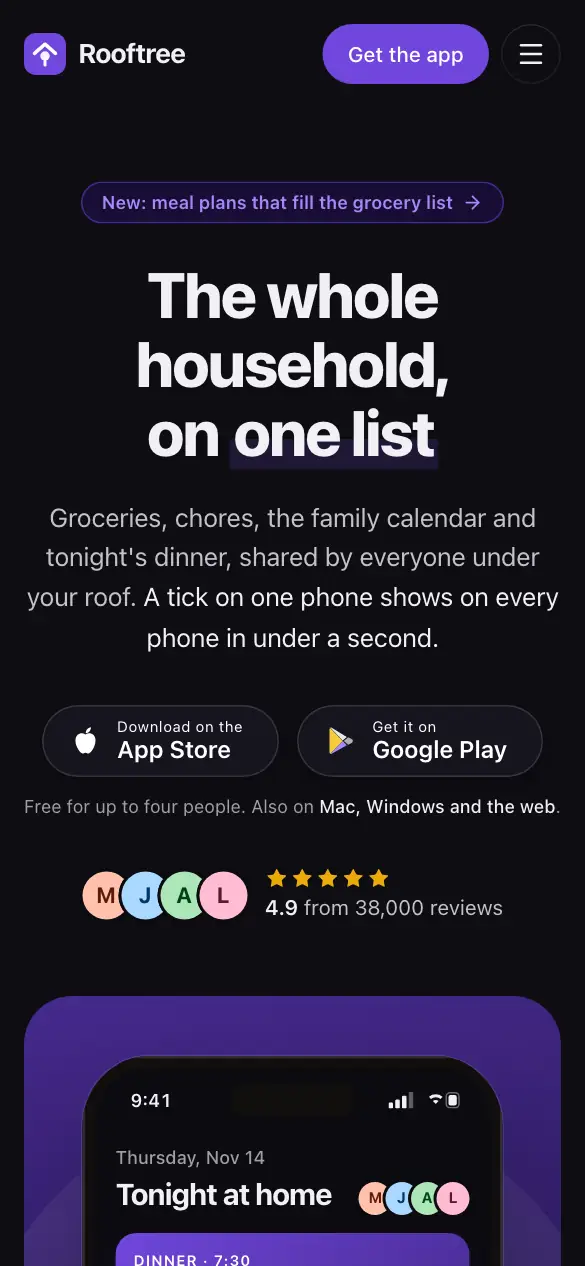 Rooftree
Get the app
New: meal plans that fill the grocery list →
The whole
household,
on one list
Groceries, chores, the family calendar and
tonight's dinner, shared by everyone under
your roof. A tick on one phone shows on every
phone in under a second.
Download on the
App Store
Get it on
Google Play
Free for up to four people. Also on Mac, Windows and the web.
M J A L
4.9 from 38,000 reviews
9:41
Thursday, Nov 14
Tonight at home
M J A L
DINNER · 7:30